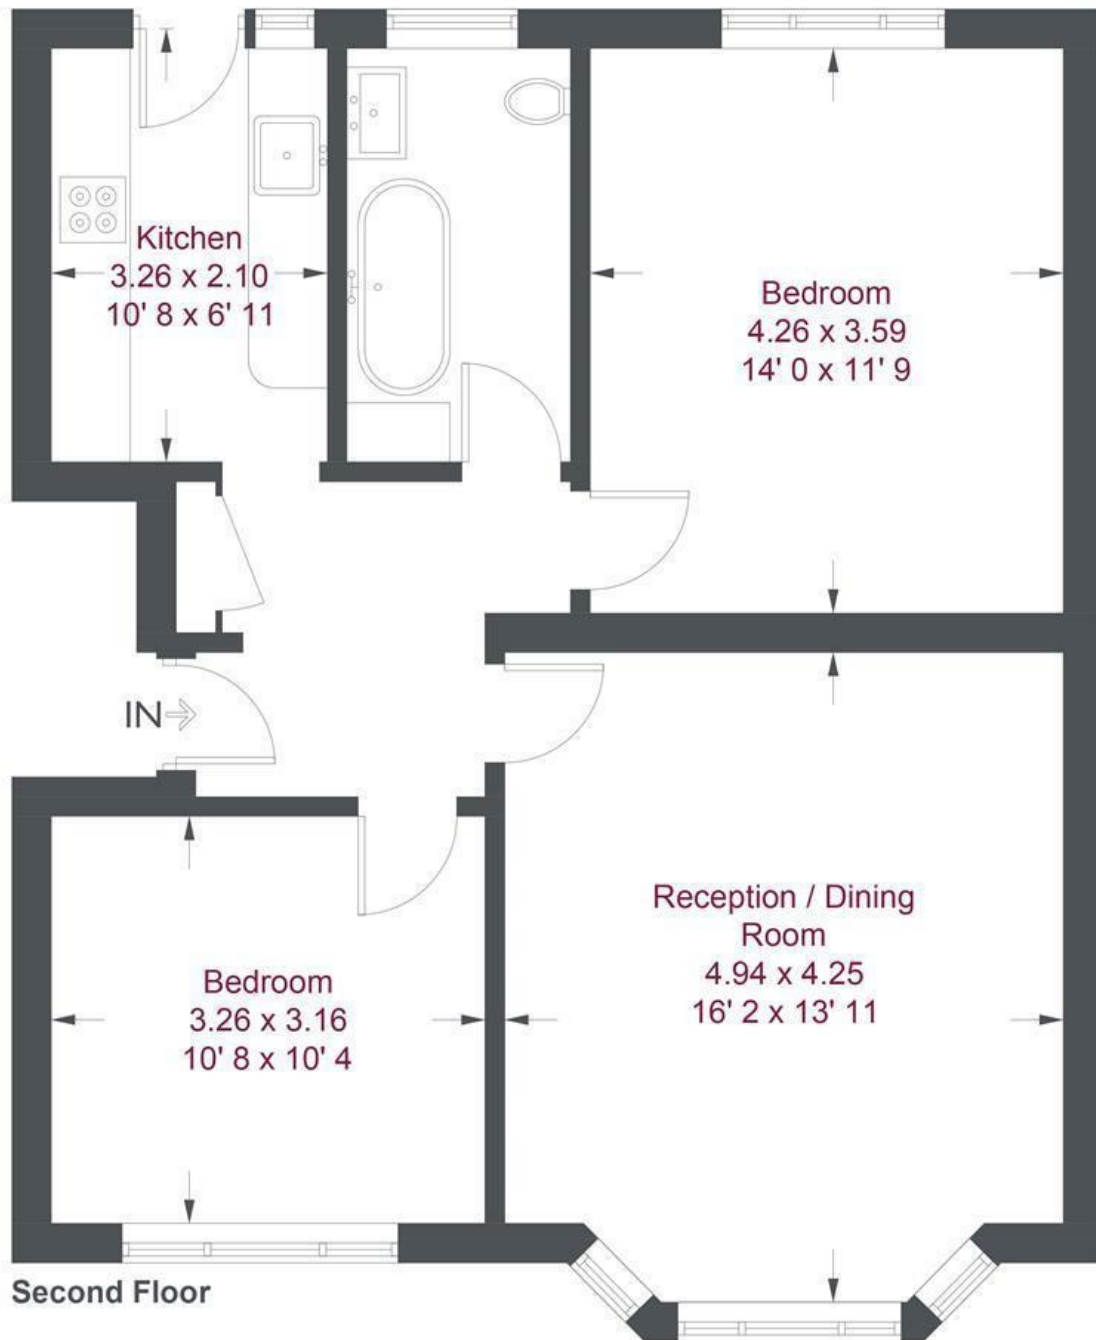 Kitchen
3.26 x 2.10
10' 8 x 6' 11
Bedroom
4.26 x 3.59
14' 0 x 11' 9
IN
Reception / Dining
Room
4.94 x 4.25
16' 2 x 13' 11
Bedroom
3.26 x 3.16
10' 8 x 10' 4
Second Floor